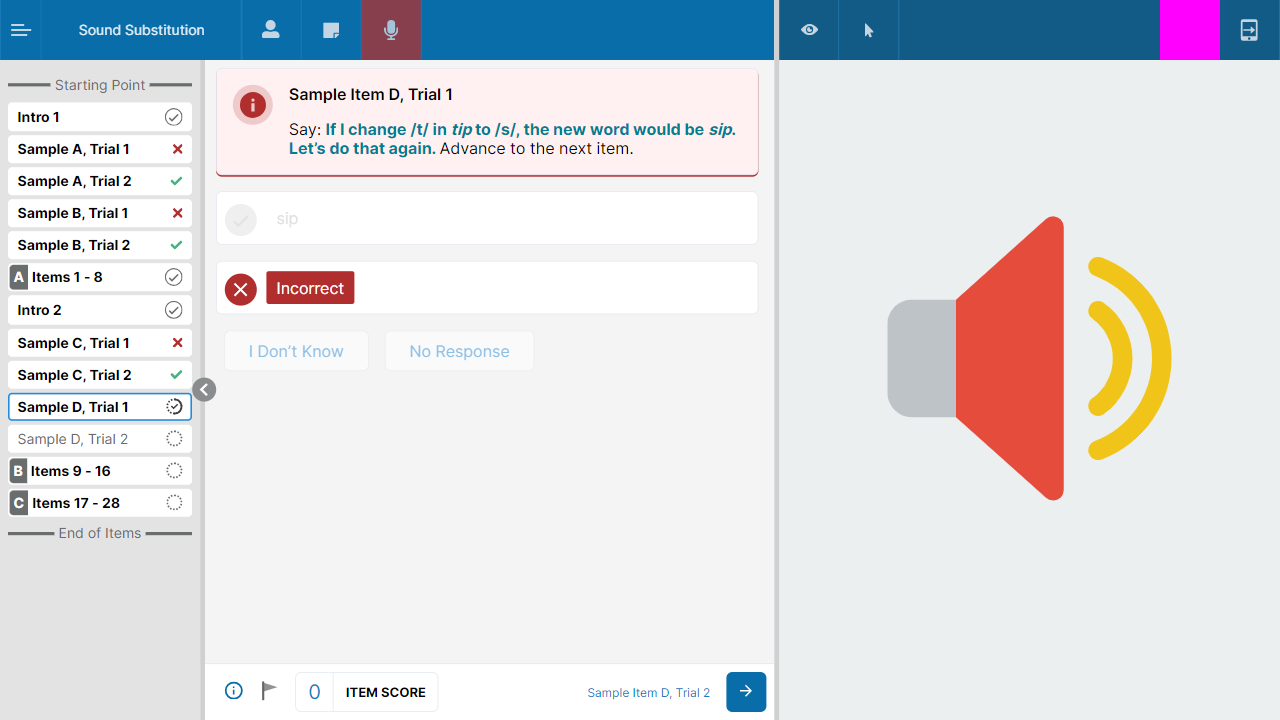 Sound Substitution
Starting Point
Intro 1
Sample A, Trial 1
Sample A, Trial 2
Sample B, Trial 1
Sample B, Trial 2
A Items 1 - 8
Intro 2
Sample C, Trial 1
Sample C, Trial 2
Sample D, Trial 1
Sample D, Trial 2
B Items 9 - 16
C Items 17 - 28
End of Items
Sample Item D, Trial 1
Say: If I change /t/ in tip to /s/, the new word would be sip.
Let's do that again. Advance to the next item.
sip
Incorrect
I Don't Know No Response
0 ITEM SCORE
Sample Item D, Trial 2